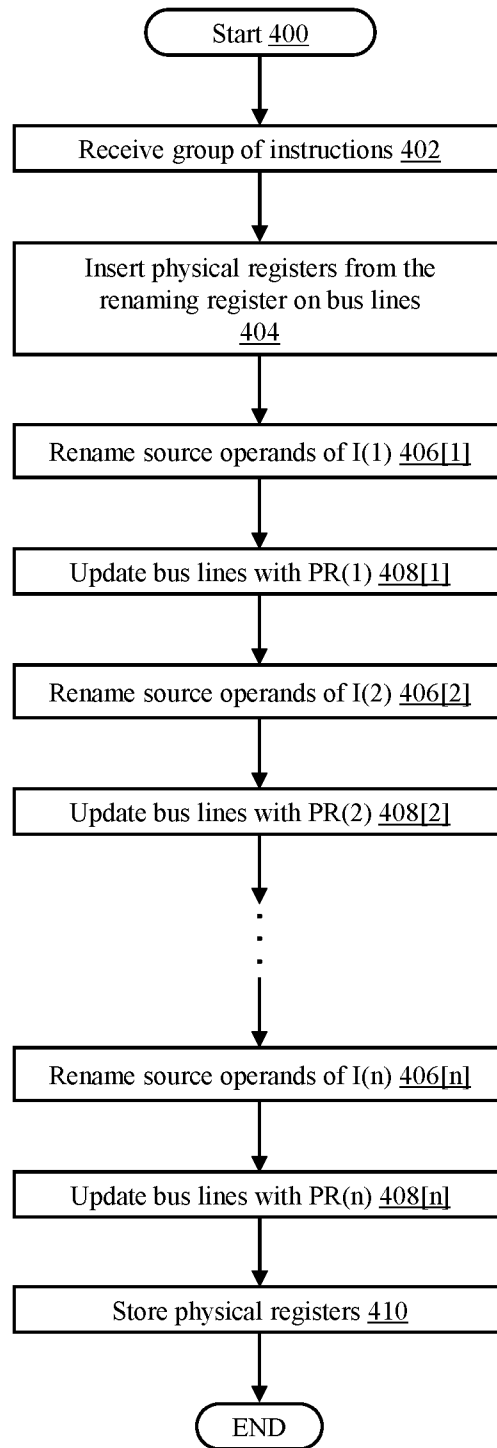 Start 400
Receive group of instructions 402
Insert physical registers from the
renaming register on bus lines
404
Rename source operands of I(1) 406[1]
Update bus lines with PR(1) 408[1]
Rename source operands of I(2) 406[2]
Update bus lines with PR(2) 408[2]
Rename source operands of I(n) 406[n]
Update bus lines with PR(n) 408[n]
Store physical registers 410
END